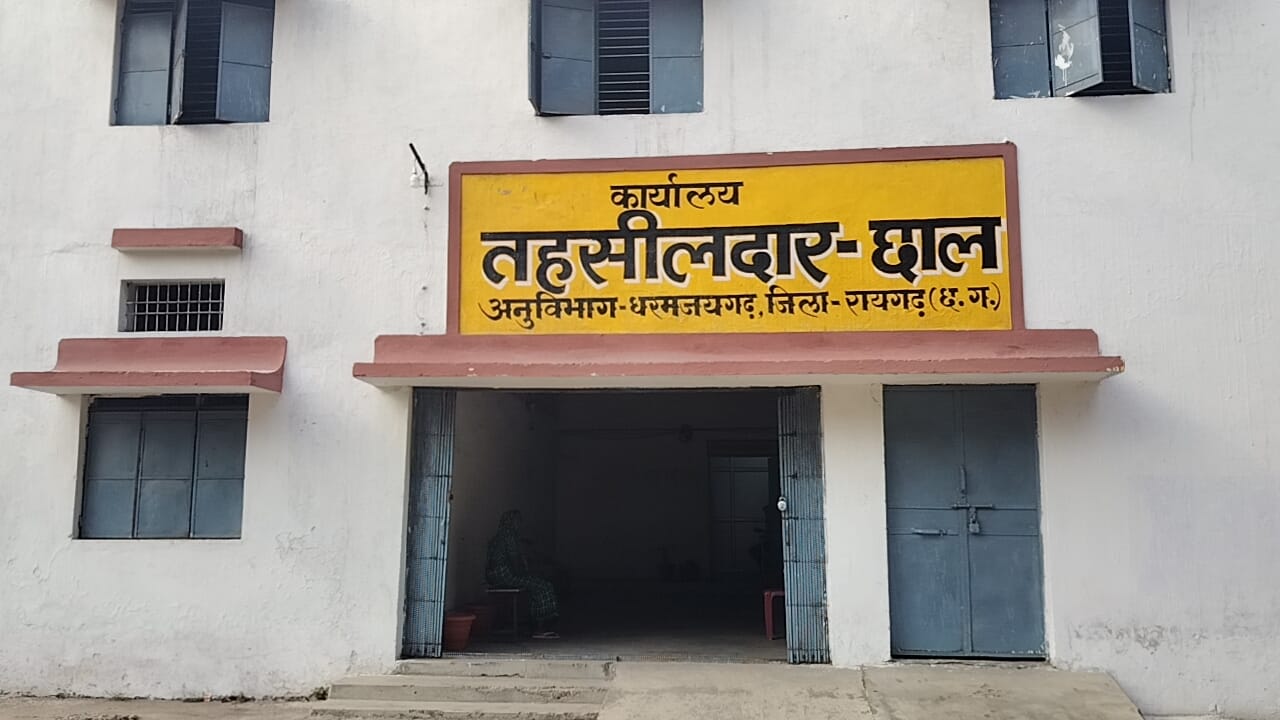 कार्यालय
तहसीलदार-छाल
अनुविभाग-धरमजयगढ़, जिला-रायगढ़ (छ.ग.)